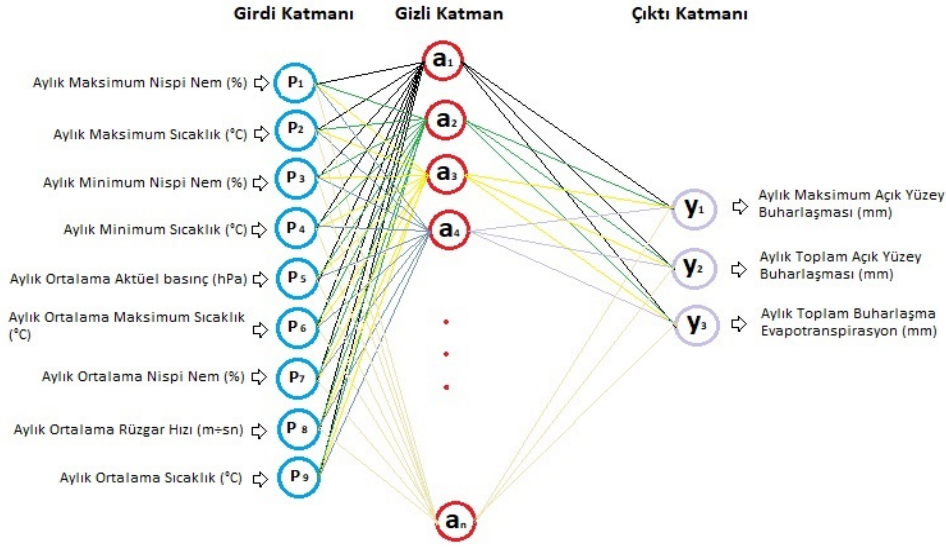 Girdi Katmanı
Gizli Katman
Çıktı Katmanı
Aylık Maksimum Nispi Nem (%)
Aylık Maksimum Sıcaklık (°C)
Aylık Minimum Nispi Nem (%)
Aylık Minimum Sıcaklık (°C)
Aylık Ortalama Aktüel basınç (hPa)
Aylık Ortalama Maksimum Sıcaklık
(°C)
Aylık Ortalama Nispi Nem (%)
Aylık Ortalama Rüzgar Hızı (m÷sn)
Aylık Ortalama Sıcaklık (°C)
P1
P2
P3
P4
P5
P6
P7
P8
P9
a1
a2
a3
a4
an
y1
y2
y3
Aylık Maksimum Açık Yüzey
Buharlaşması (mm)
Aylık Toplam Açık Yüzey
Buharlaşması (mm)
Aylık Toplam Buharlaşma
Evapotranspirasyon (mm)